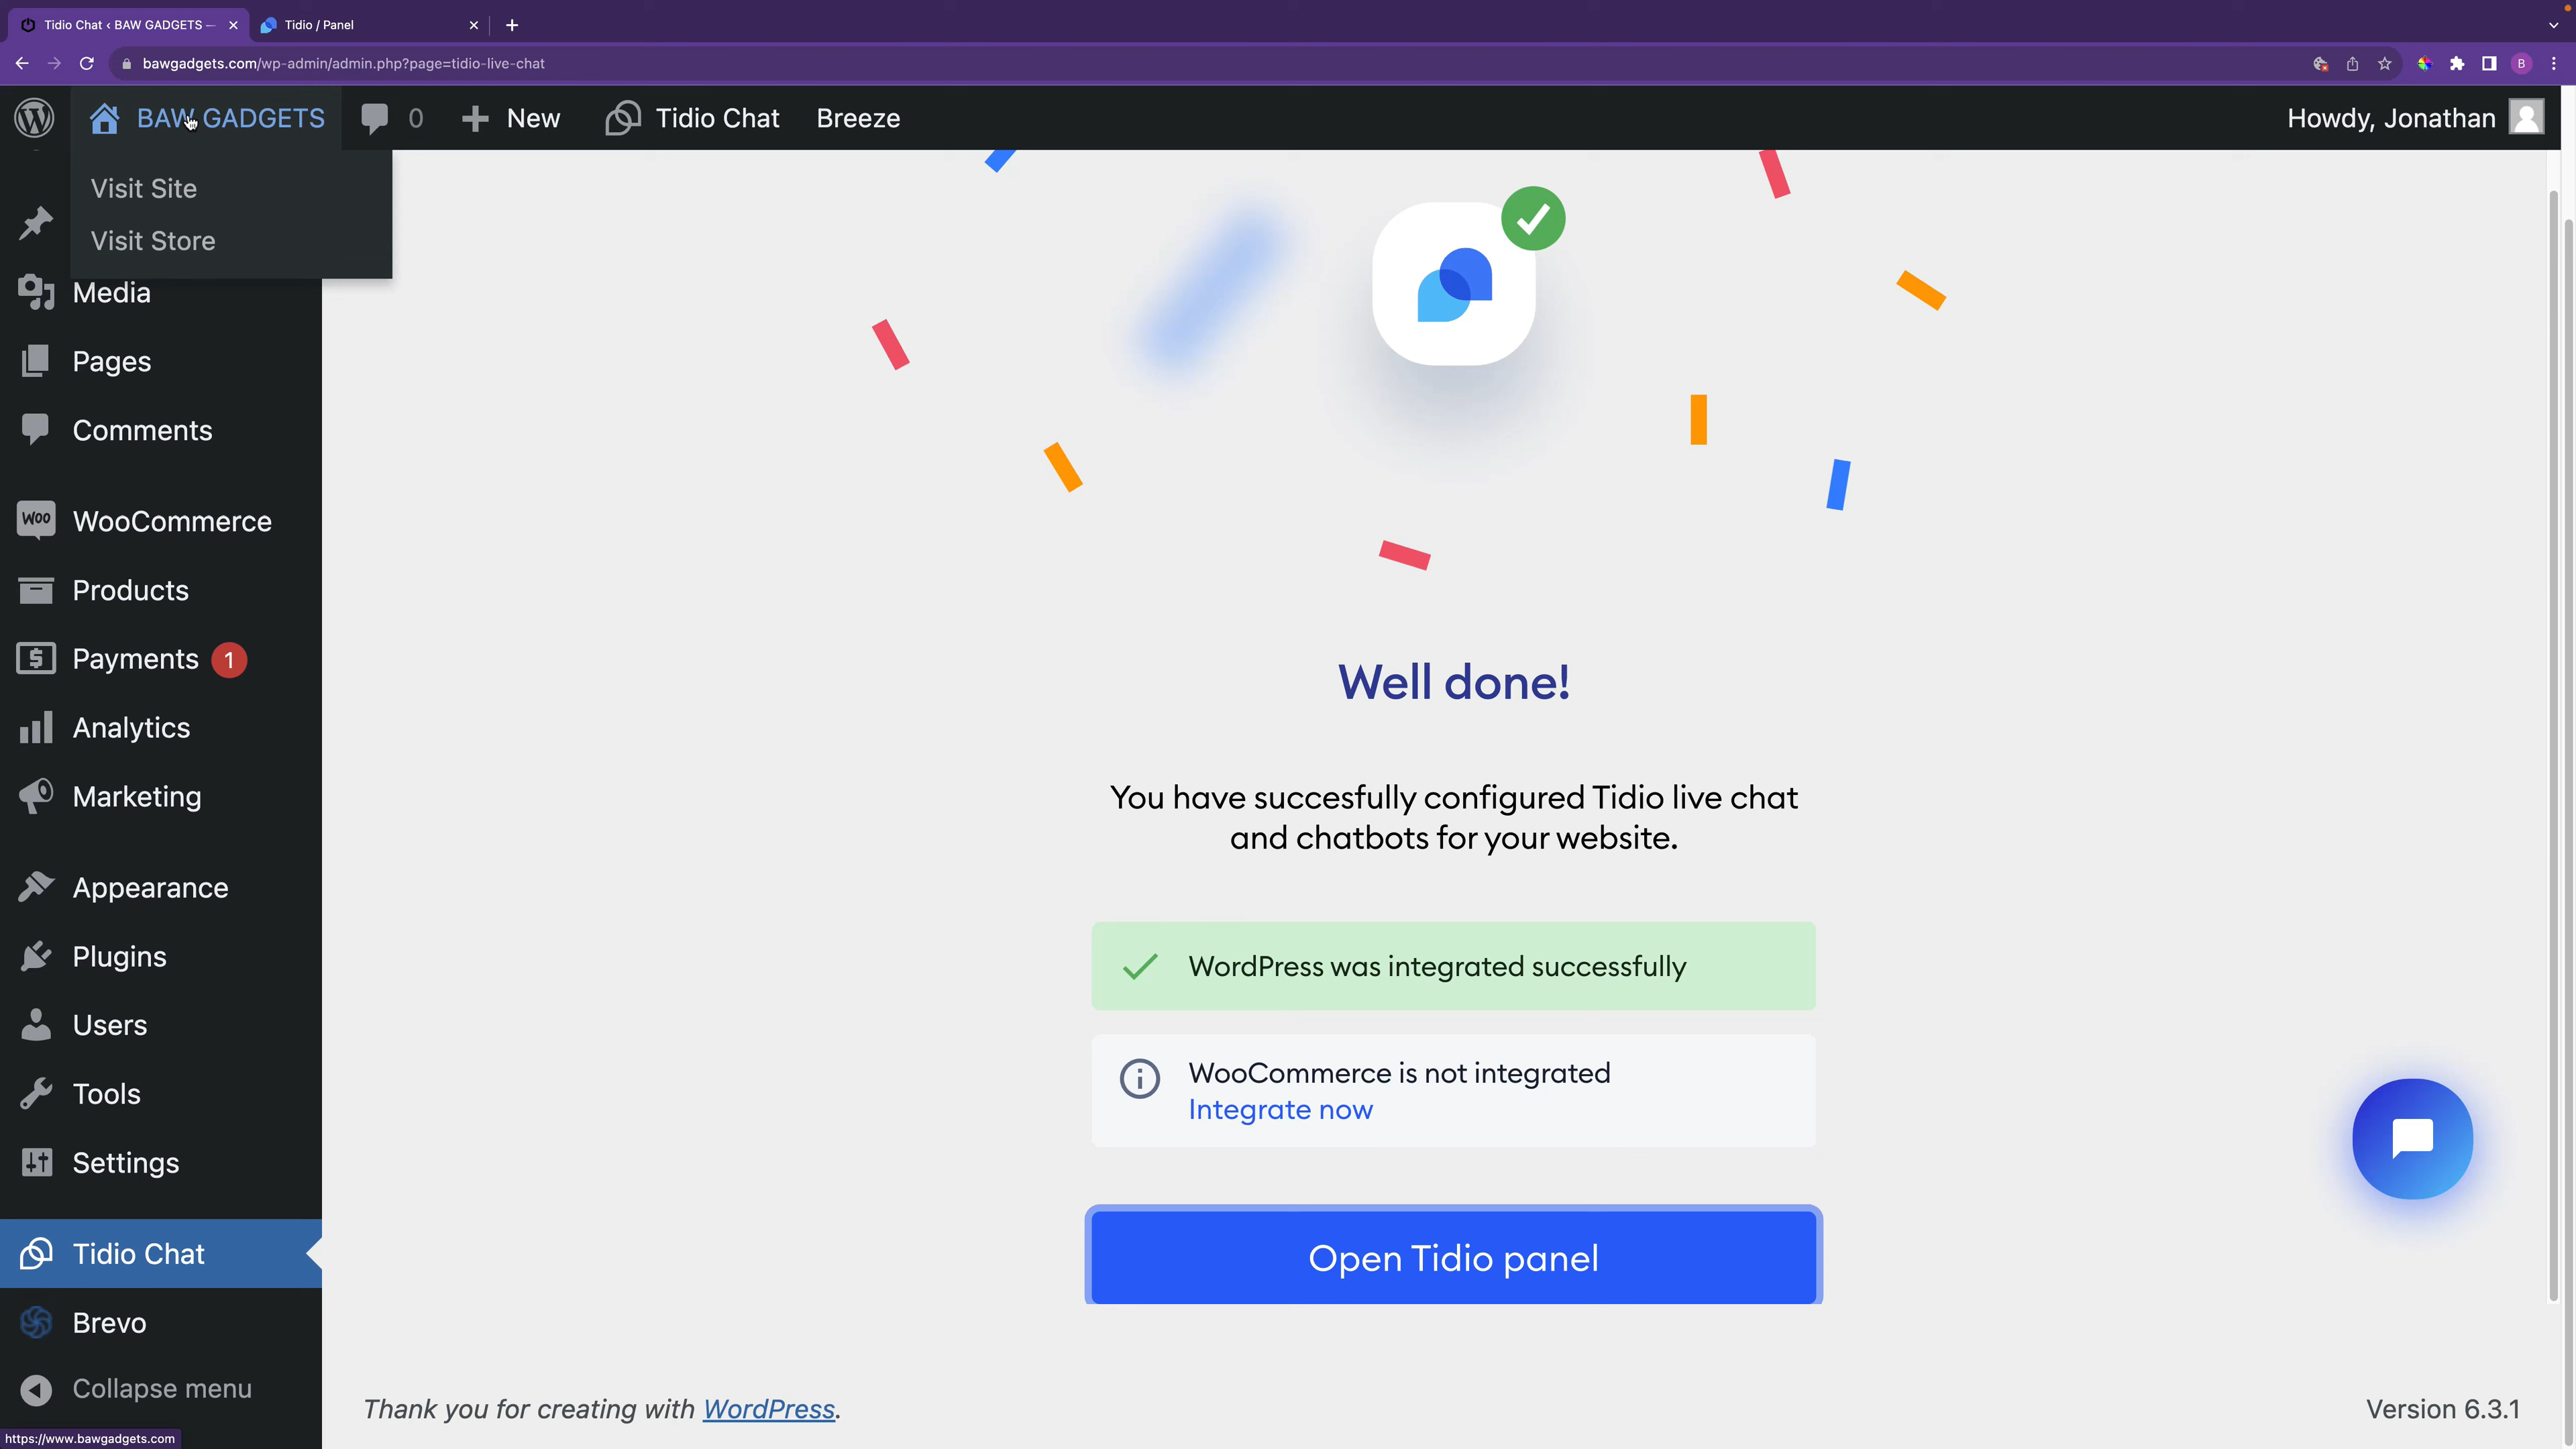 Tidio Chat ‹ BAW GADGETS —
Tidio / Panel
bawgadgets.com/wp-admin/admin.php?page=tidio-live-chat
B
BAW GADGETS
0
New
Tidio Chat
Breeze
Howdy, Jonathan
Visit Site
Visit Store
Media
Pages
Comments
Woo
WooCommerce
Products
Payments 1
Analytics
Marketing
Appearance
Plugins
Users
Tools
Settings
Tidio Chat
Brevo
Collapse menu
Well done!
You have succesfully configured Tidio live chat
and chatbots for your website.
WordPress was integrated successfully
WooCommerce is not integrated
Integrate now
Open Tidio panel
Thank you for creating with WordPress.
Version 6.3.1
https://www.bawgadgets.com